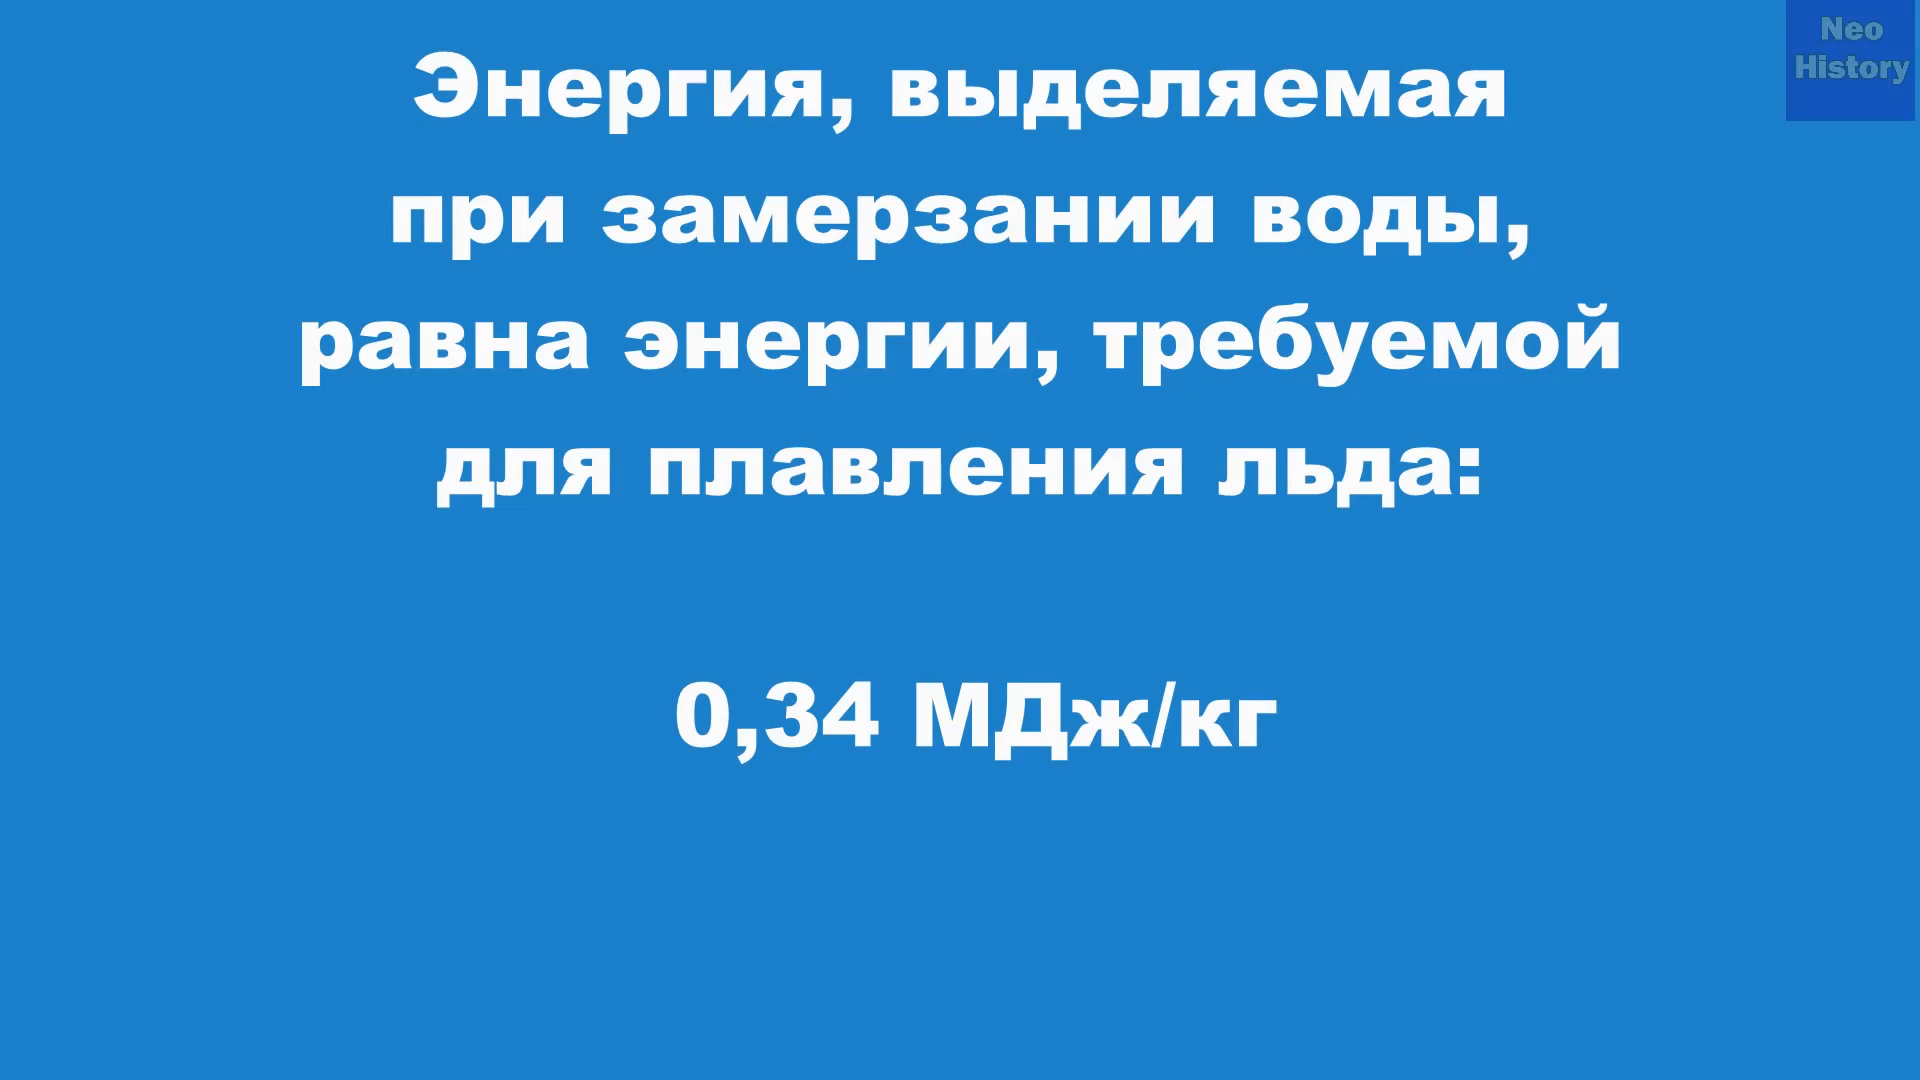 Neo
History
Энергия, выделяемая
при замерзании воды,
равна энергии, требуемой
для плавления льда:
0,34 МДж/кг